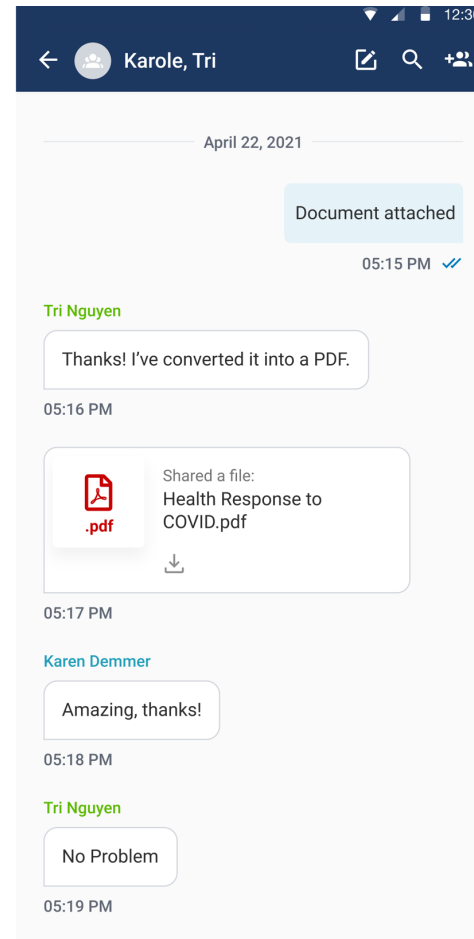 12:30
Karole, Tri
April 22, 2021
Document attached
05:15 PM
Tri Nguyen
Thanks! I’ve converted it into a PDF.
05:16 PM
.pdf
Shared a file:
Health Response to
COVID.pdf
05:17 PM
Karen Demmer
Amazing, thanks!
05:18 PM
Tri Nguyen
No Problem
05:19 PM